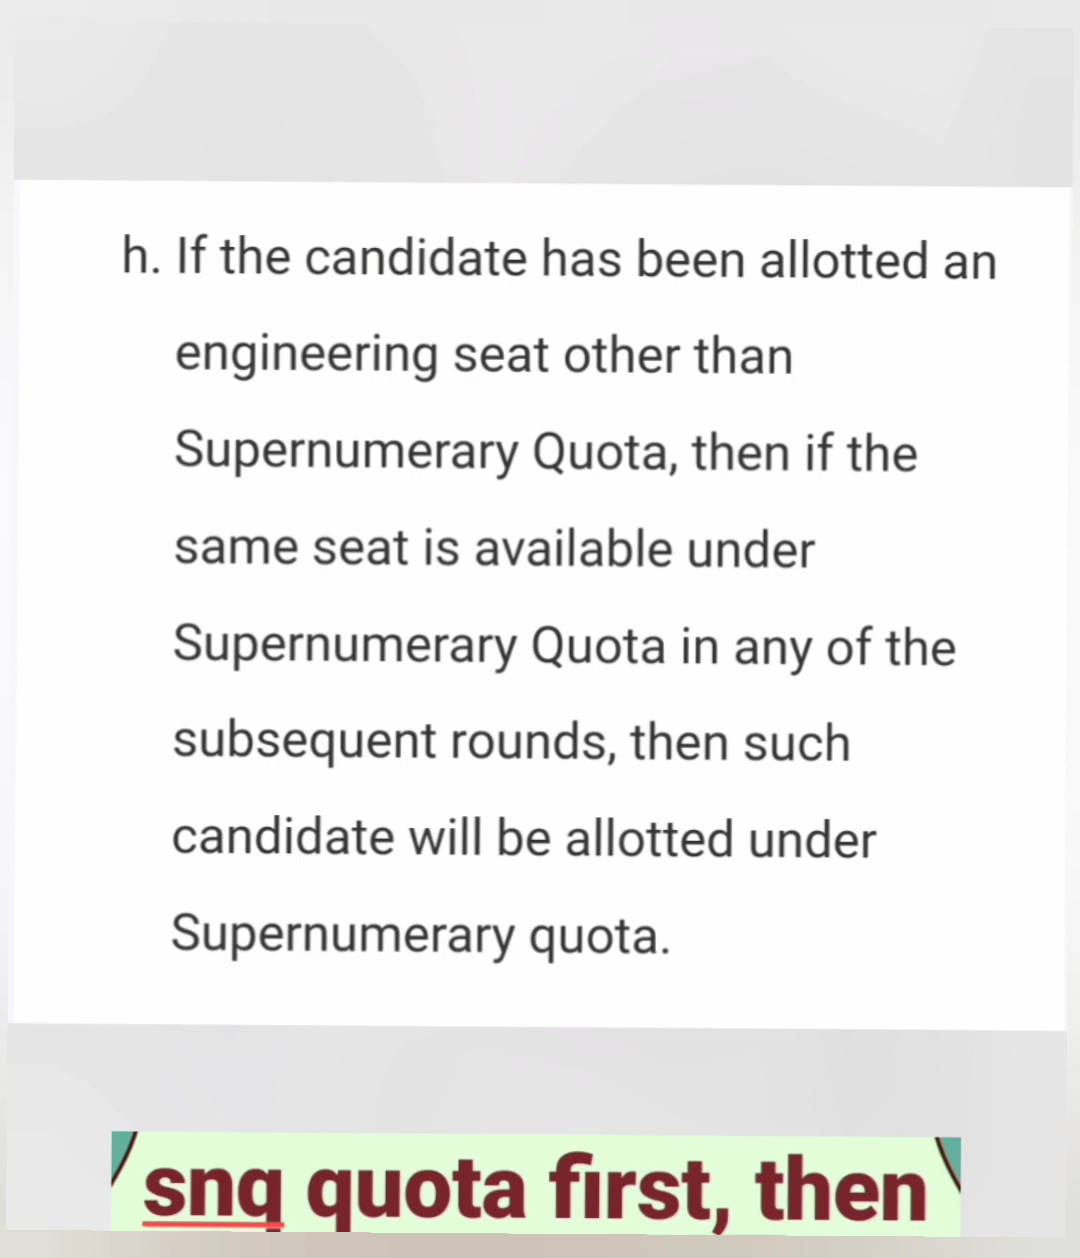 h. If the candidate has been allotted an
engineering seat other than
Supernumerary Quota, then if the
same seat is available under
Supernumerary Quota in any of the
subsequent rounds, then such
candidate will be allotted under
Supernumerary quota.
snq quota first, then